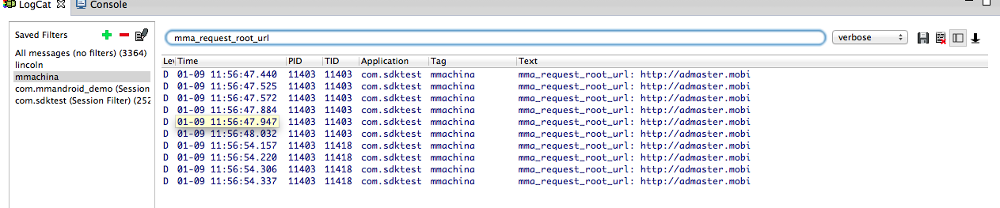 LogCat Console
Saved Filters
All messages (no filters) (3364)
lincoln
mmachina
com.mmandroid_demo (Session
com.sdktest (Session Filter) (252
mma_request_root_url verbose
Lev Time PID TID Application Tag Text
D 01-09 11:56:47.440 11403 11403 com.sdktest mmachina mma_request_root_url: http://admaster.mobi
D 01-09 11:56:47.525 11403 11403 com.sdktest mmachina mma_request_root_url: http://admaster.mobi
D 01-09 11:56:47.572 11403 11403 com.sdktest mmachina mma_request_root_url: http://admaster.mobi
D 01-09 11:56:47.884 11403 11403 com.sdktest mmachina mma_request_root_url: http://admaster.mobi
D 01-09 11:56:47.947 11403 11403 com.sdktest mmachina mma_request_root_url: http://admaster.mobi
D 01-09 11:56:48.032 11403 11403 com.sdktest mmachina mma_request_root_url: http://admaster.mobi
D 01-09 11:56:54.157 11403 11418 com.sdktest mmachina mma_request_root_url: http://admaster.mobi
D 01-09 11:56:54.220 11403 11418 com.sdktest mmachina mma_request_root_url: http://admaster.mobi
D 01-09 11:56:54.306 11403 11418 com.sdktest mmachina mma_request_root_url: http://admaster.mobi
D 01-09 11:56:54.337 11403 11418 com.sdktest mmachina mma_request_root_url: http://admaster.mobi